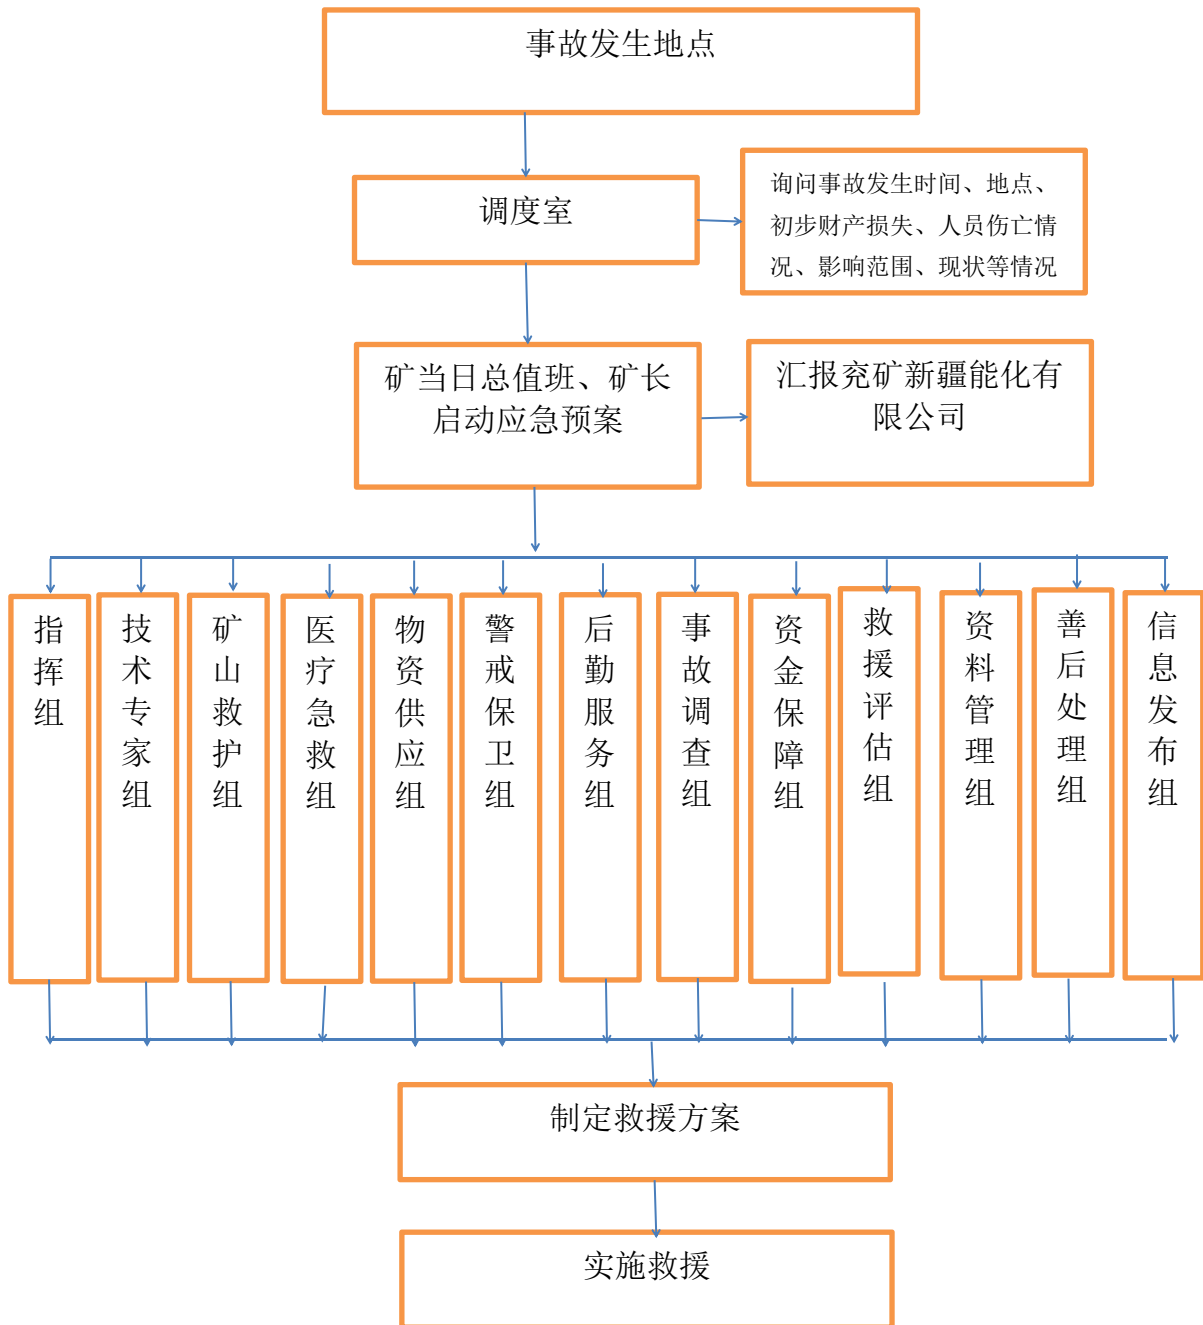 事故发生地点
调度室
询问事故发生时间、地点、
初步财产损失、人员伤亡情
况、影响范围、现状等情况
矿当日总值班、矿长
启动应急预案
汇报兖矿新疆能化有
限公司
指挥组
技术专家组
矿山救护组
医疗急救组
物资供应组
警戒保卫组
后勤服务组
事故调查组
资金保障组
救援评估组
资料管理组
善后处理组
信息发布组
制定救援方案
实施救援